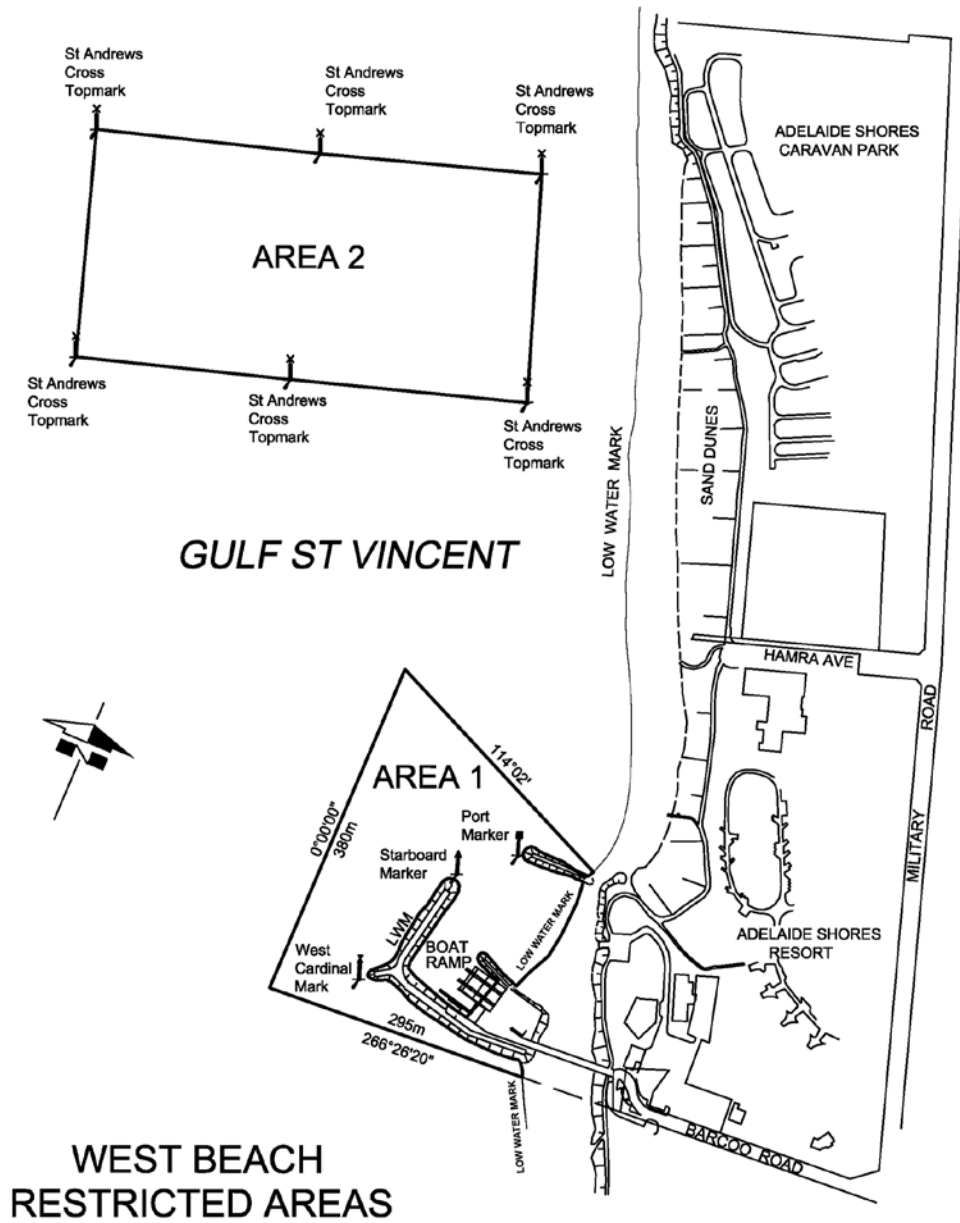 St Andrews
Cross
Topmark
St Andrews
Cross
Topmark
St Andrews
Cross
Topmark
ADELAIDE SHORES
CARAVAN PARK
AREA 2
St Andrews
Cross
Topmark
St Andrews
Cross
Topmark
St Andrews
Cross
Topmark
SAND DUNES
LOW WATER MARK
GULF ST VINCENT
HAMRA AVE
MILITARY ROAD
AREA 1
114°02'
0°00'00"
380m
Port
Marker
Starboard
Marker
LWM
LOW WATER MARK
BOAT
RAMP
West
Cardinal
Mark
ADELAIDE SHORES
RESORT
295m
266°26'20"
LOW WATER MARK
BARCOO ROAD
WEST BEACH
RESTRICTED AREAS